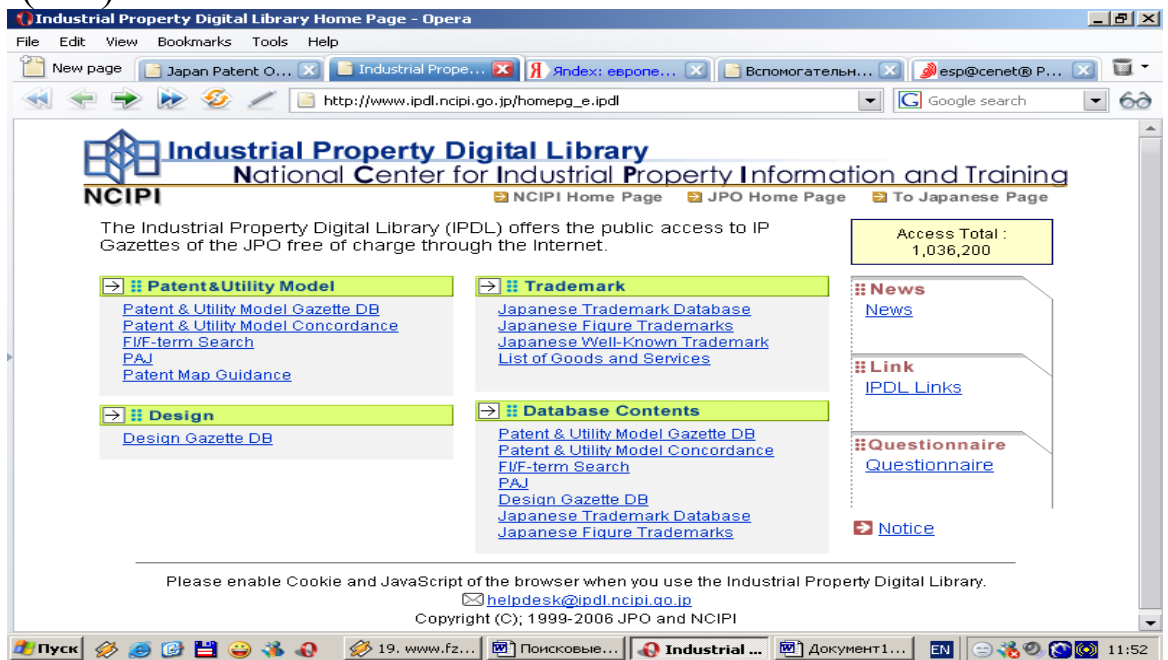 Industrial Property Digital Library Home Page - Opera
File Edit View Bookmarks Tools Help
New page Japan Patent O... Industrial Prope... Яndex: европе... Вспомогательн... esp@cenet® P...
http://www.ipdl.ncipi.go.jp/homepg_e.ipdl Google search
Industrial Property Digital Library
National Center for Industrial Property Information and Training
NCIPI
NCIPI Home Page JPO Home Page To Japanese Page
The Industrial Property Digital Library (IPDL) offers the public access to IP
Gazettes of the JPO free of charge through the Internet.
Access Total :
1,036,200
Patent&Utility Model
Patent & Utility Model Gazette DB
Patent & Utility Model Concordance
FI/F-term Search
PAJ
Patent Map Guidance
Design
Design Gazette DB
Trademark
Japanese Trademark Database
Japanese Figure Trademarks
Japanese Well-Known Trademark
List of Goods and Services
Database Contents
Patent & Utility Model Gazette DB
Patent & Utility Model Concordance
FI/F-term Search
PAJ
Design Gazette DB
Japanese Trademark Database
Japanese Figure Trademarks
News
News
Link
IPDL Links
Questionnaire
Questionnaire
Notice
Please enable Cookie and JavaScript of the browser when you use the Industrial Property Digital Library.
helpdesk@ipdl.ncipi.go.jp
Copyright (C); 1999-2006 JPO and NCIPI
Пуск 19. www.fz... Поисковые... Industrial ... Документ1... EN 11:52